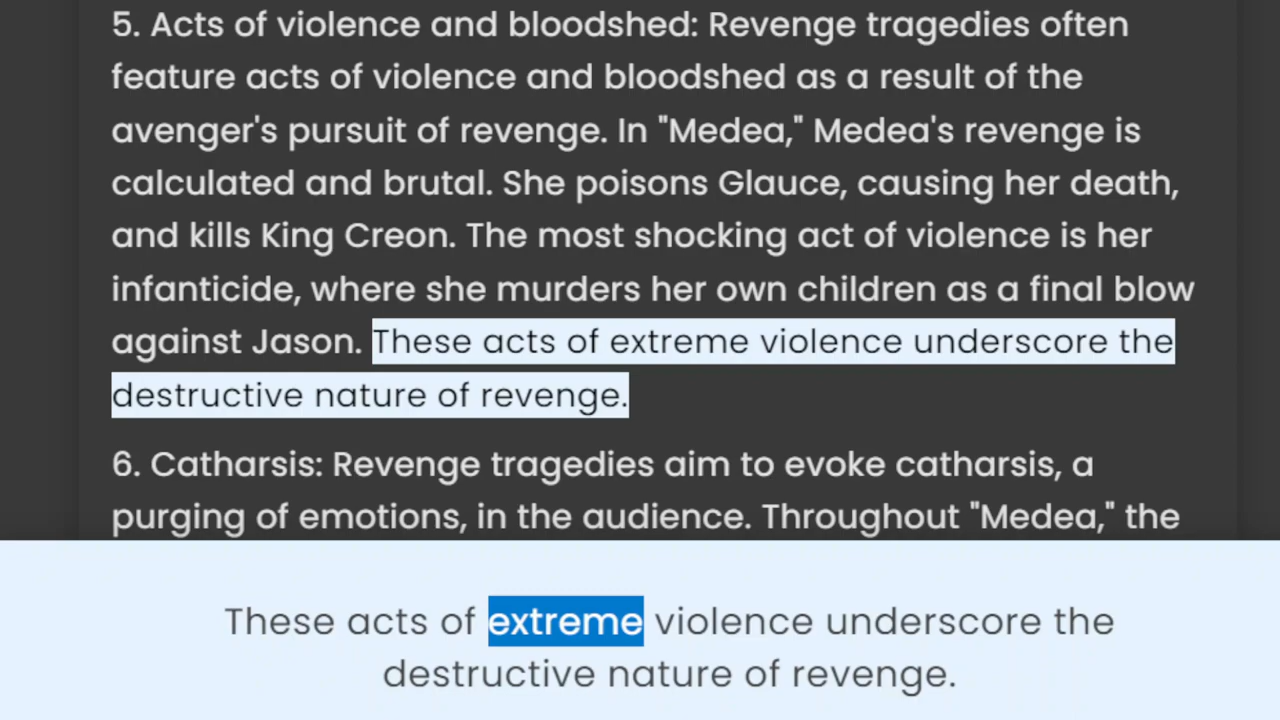 5. Acts of violence and bloodshed: Revenge tragedies often
feature acts of violence and bloodshed as a result of the
avenger's pursuit of revenge. In "Medea," Medea's revenge is
calculated and brutal. She poisons Glauce, causing her death,
and kills King Creon. The most shocking act of violence is her
infanticide, where she murders her own children as a final blow
against Jason. These acts of extreme violence underscore the
destructive nature of revenge.
6. Catharsis: Revenge tragedies aim to evoke catharsis, a
purging of emotions, in the audience. Throughout "Medea," the
These acts of extreme violence underscore the
destructive nature of revenge.